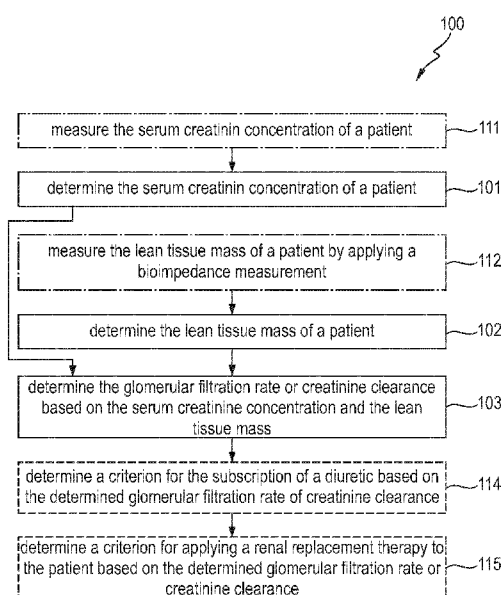 100
measure the serum creatinin concentration of a patient
111
determine the serum creatinin concentration of a patient
101
measure the lean tissue mass of a patient by applying a
bioimpedance measurement
112
determine the lean tissue mass of a patient
102
determine the glomerular filtration rate or creatinine clearance
based on the serum creatinine concentration and the lean
tissue mass
103
determine a criterion for the subscription of a diuretic based on
the determined glomerular filtration rate of creatinine clearance
114
determine a criterion for applying a renal replacement therapy to
the patient based on the determined glomerular filtration rate or
creatinine clearance
115